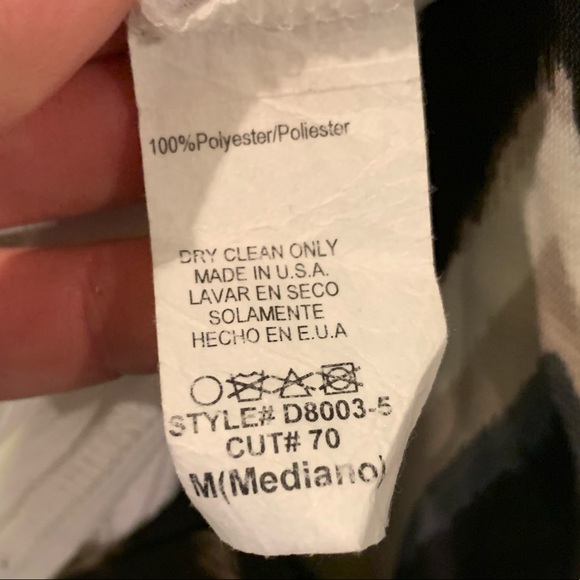 100%Polyester/Poliester
DRY CLEAN ONLY
MADE IN U.S.A.
LAVAR EN SECO
SOLAMENTE
HECHO EN E.U.A
STYLE# D8003-5
CUT# 70
M(Mediano)